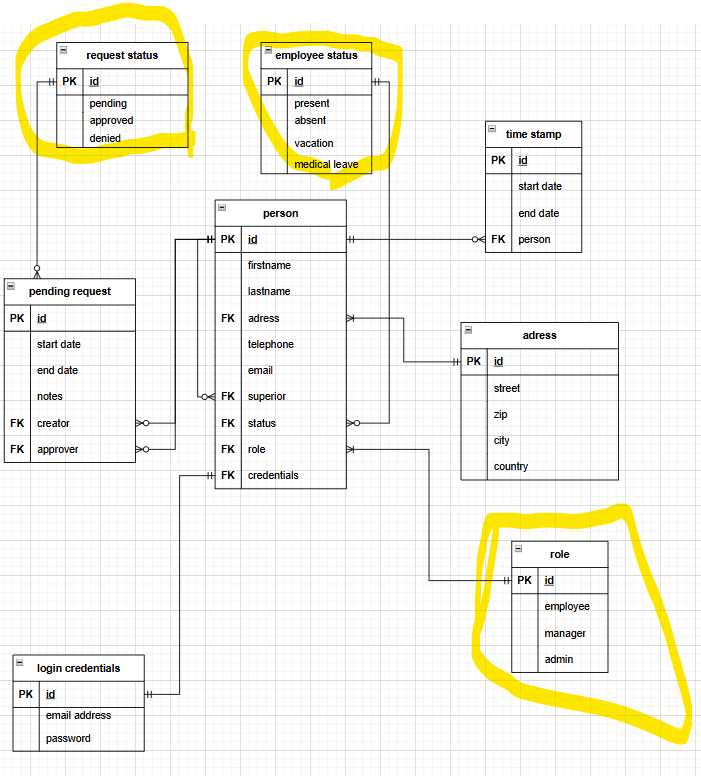 request status
PK id
pending
approved
denied
employee status
PK id
present
absent
vacation
medical leave
time stamp
PK id
start date
end date
FK person
person
PK id
firstname
lastname
FK adress
telephone
email
FK superior
FK status
FK role
FK credentials
pending request
PK id
start date
end date
notes
FK creator
FK approver
adress
PK id
street
zip
city
country
role
PK id
employee
manager
admin
login credentials
PK id
email address
password